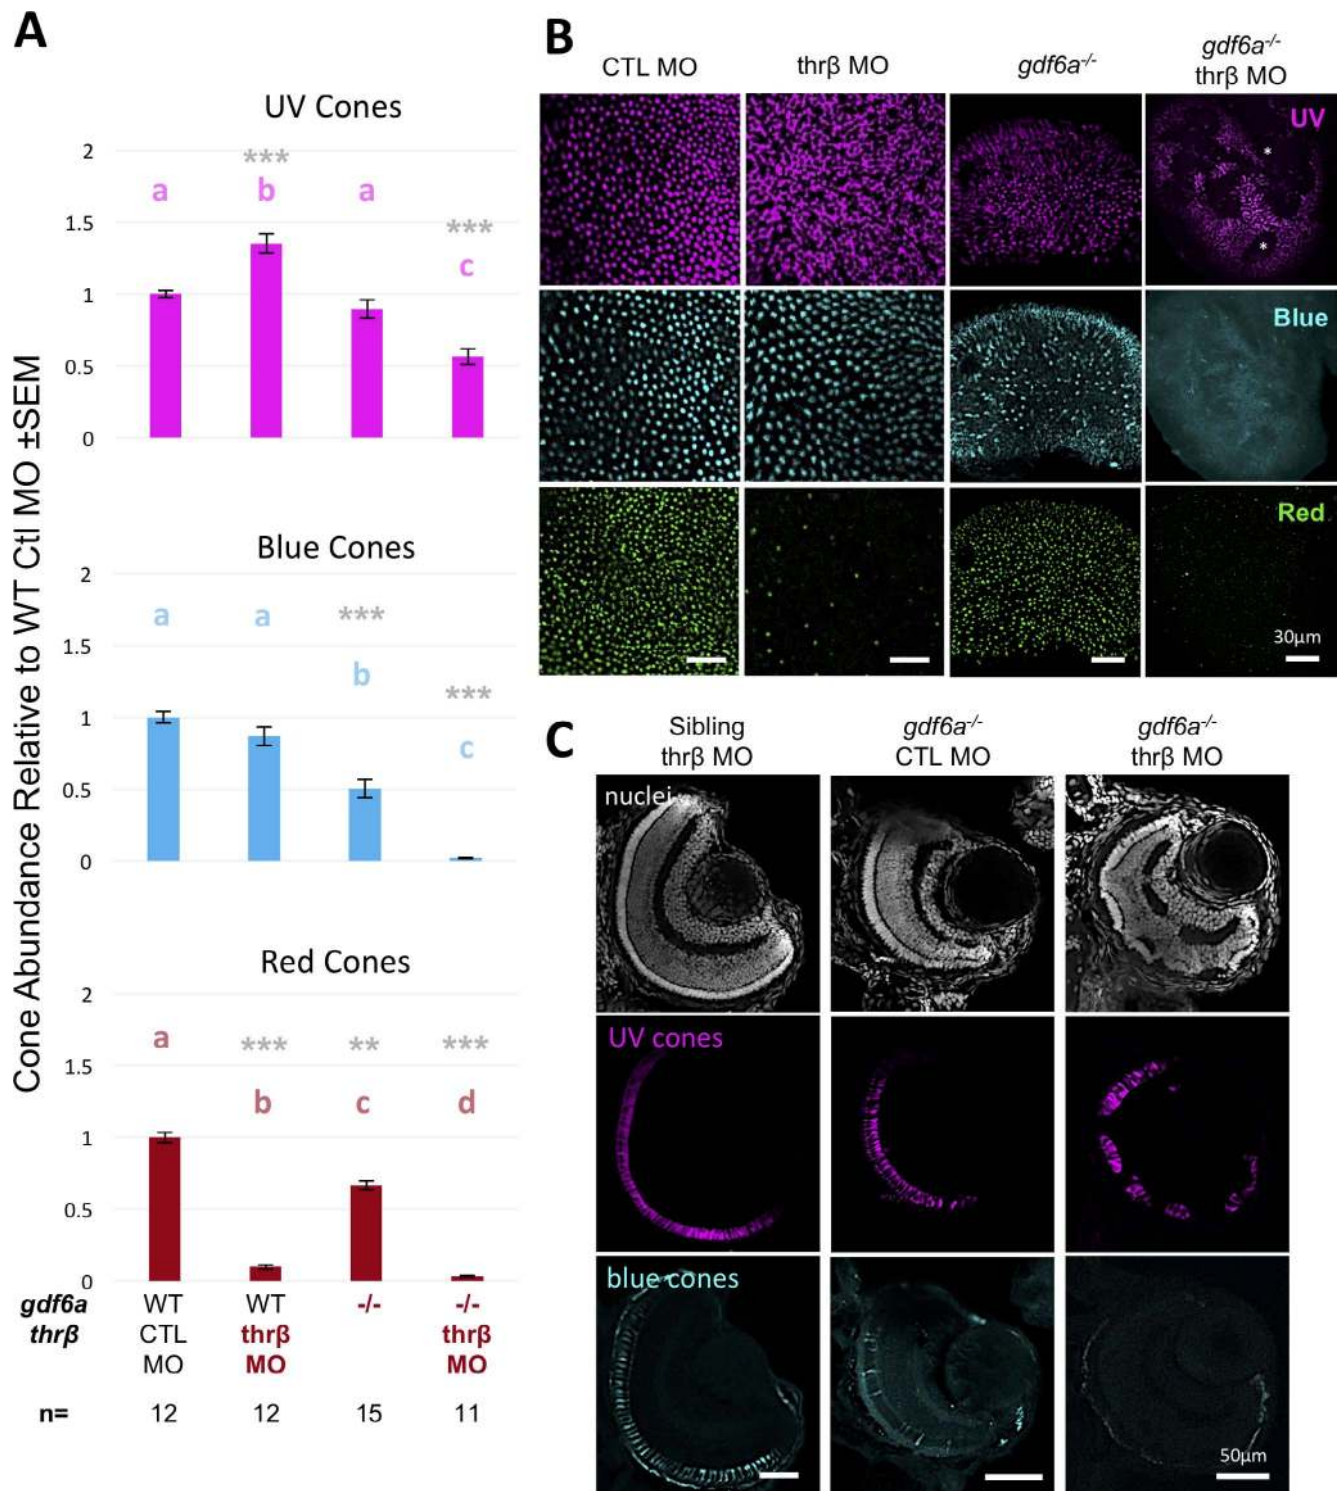 A
Cone Abundance Relative to WT Ctl MO ±SEM
UV Cones
2
1.5
1
0.5
0
a
***
b
a
***
c
Blue Cones
2
1.5
1
0.5
0
a
a
***
b
***
c
Red Cones
2
1.5
1
0.5
0
a
***
b
**
c
***
d
gdf6a WT WT -/- -/-
thrβ CTL thrβ thrβ
MO MO MO
n= 12 12 15 11
B
CTL MO
thrβ MO
gdf6a-/-
gdf6a-/-
thrβ MO
UV
*
*
Blue
Red
30µm
C
Sibling
thrβ MO
gdf6a-/-
CTL MO
gdf6a-/-
thrβ MO
nuclei
UV cones
blue cones
50µm